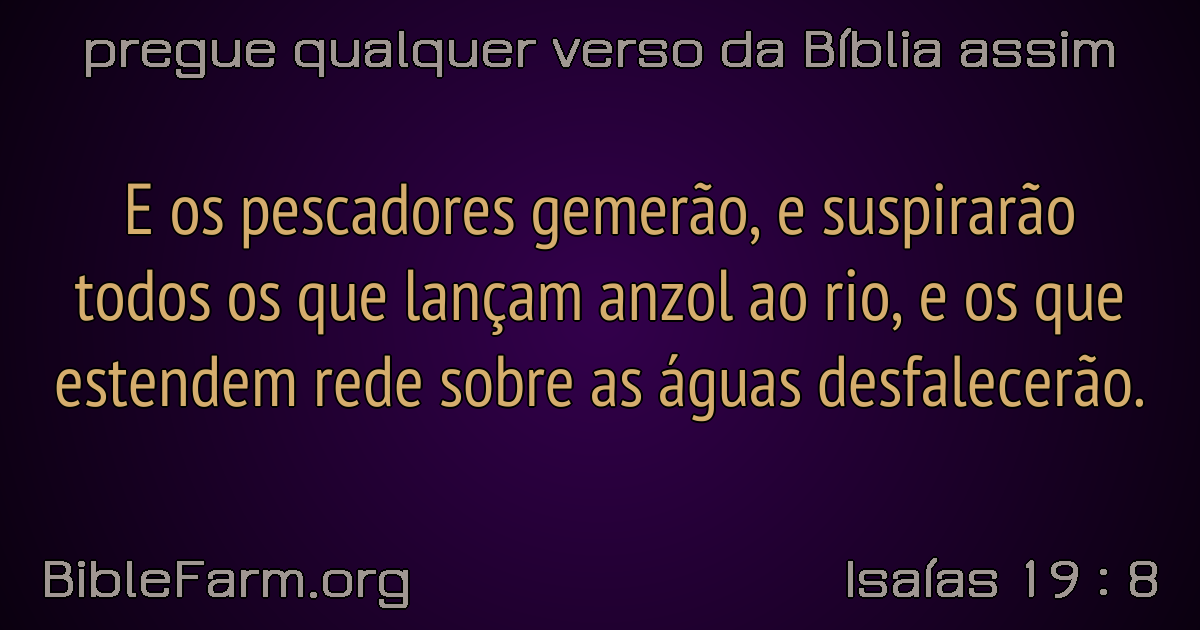 pregue qualquer verso da Bíblia assim
E os pescadores gemerão, e suspirarão
todos os que lançam anzol ao rio, e os que
estendem rede sobre as águas desfalecerão.
BibleFarm.org
Isaías 19 : 8